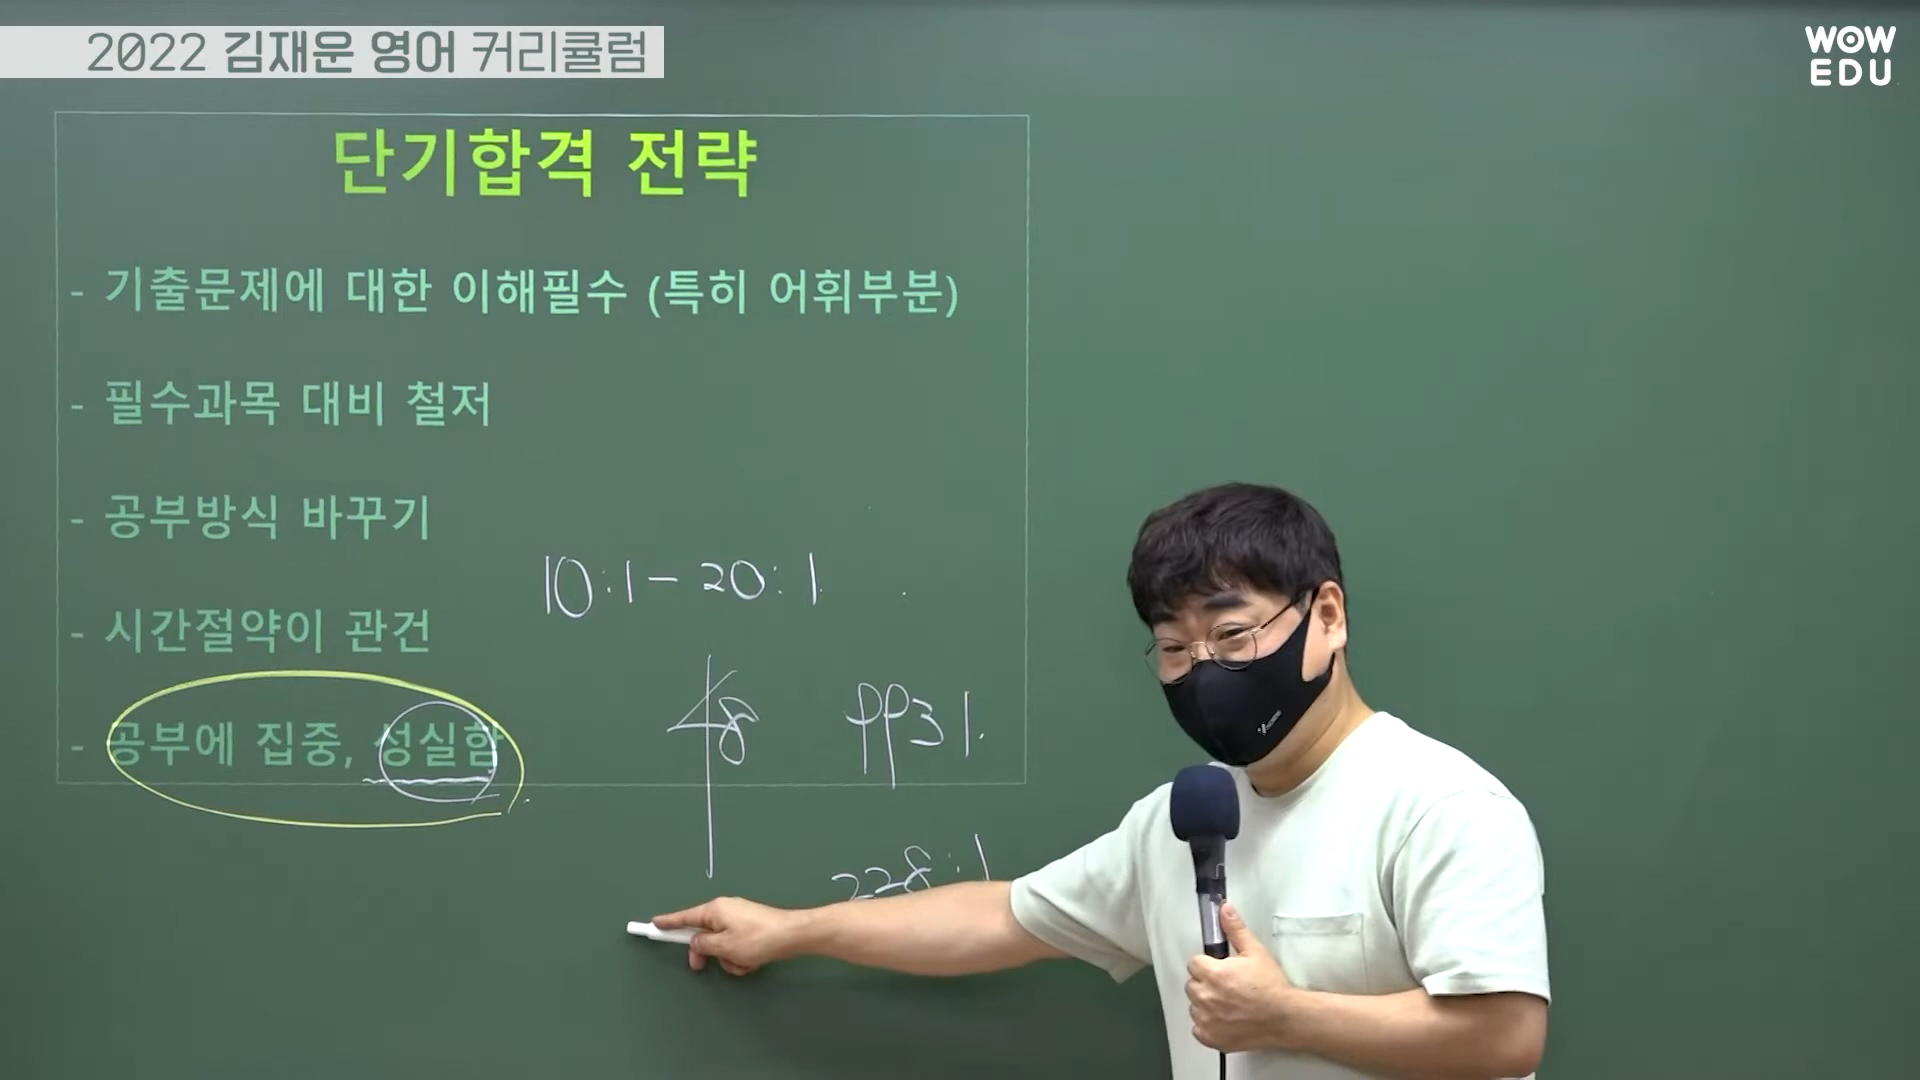 2022 김재운 영어 커리큘럼
WOW
EDU
단기합격 전략
- 기출문제에 대한 이해필수 (특히 어휘부분)
- 필수과목 대비 철저
- 공부방식 바꾸기
10:1 - 20:1
- 시간절약이 관건
48
- 공부에 집중, 성실함
228:1